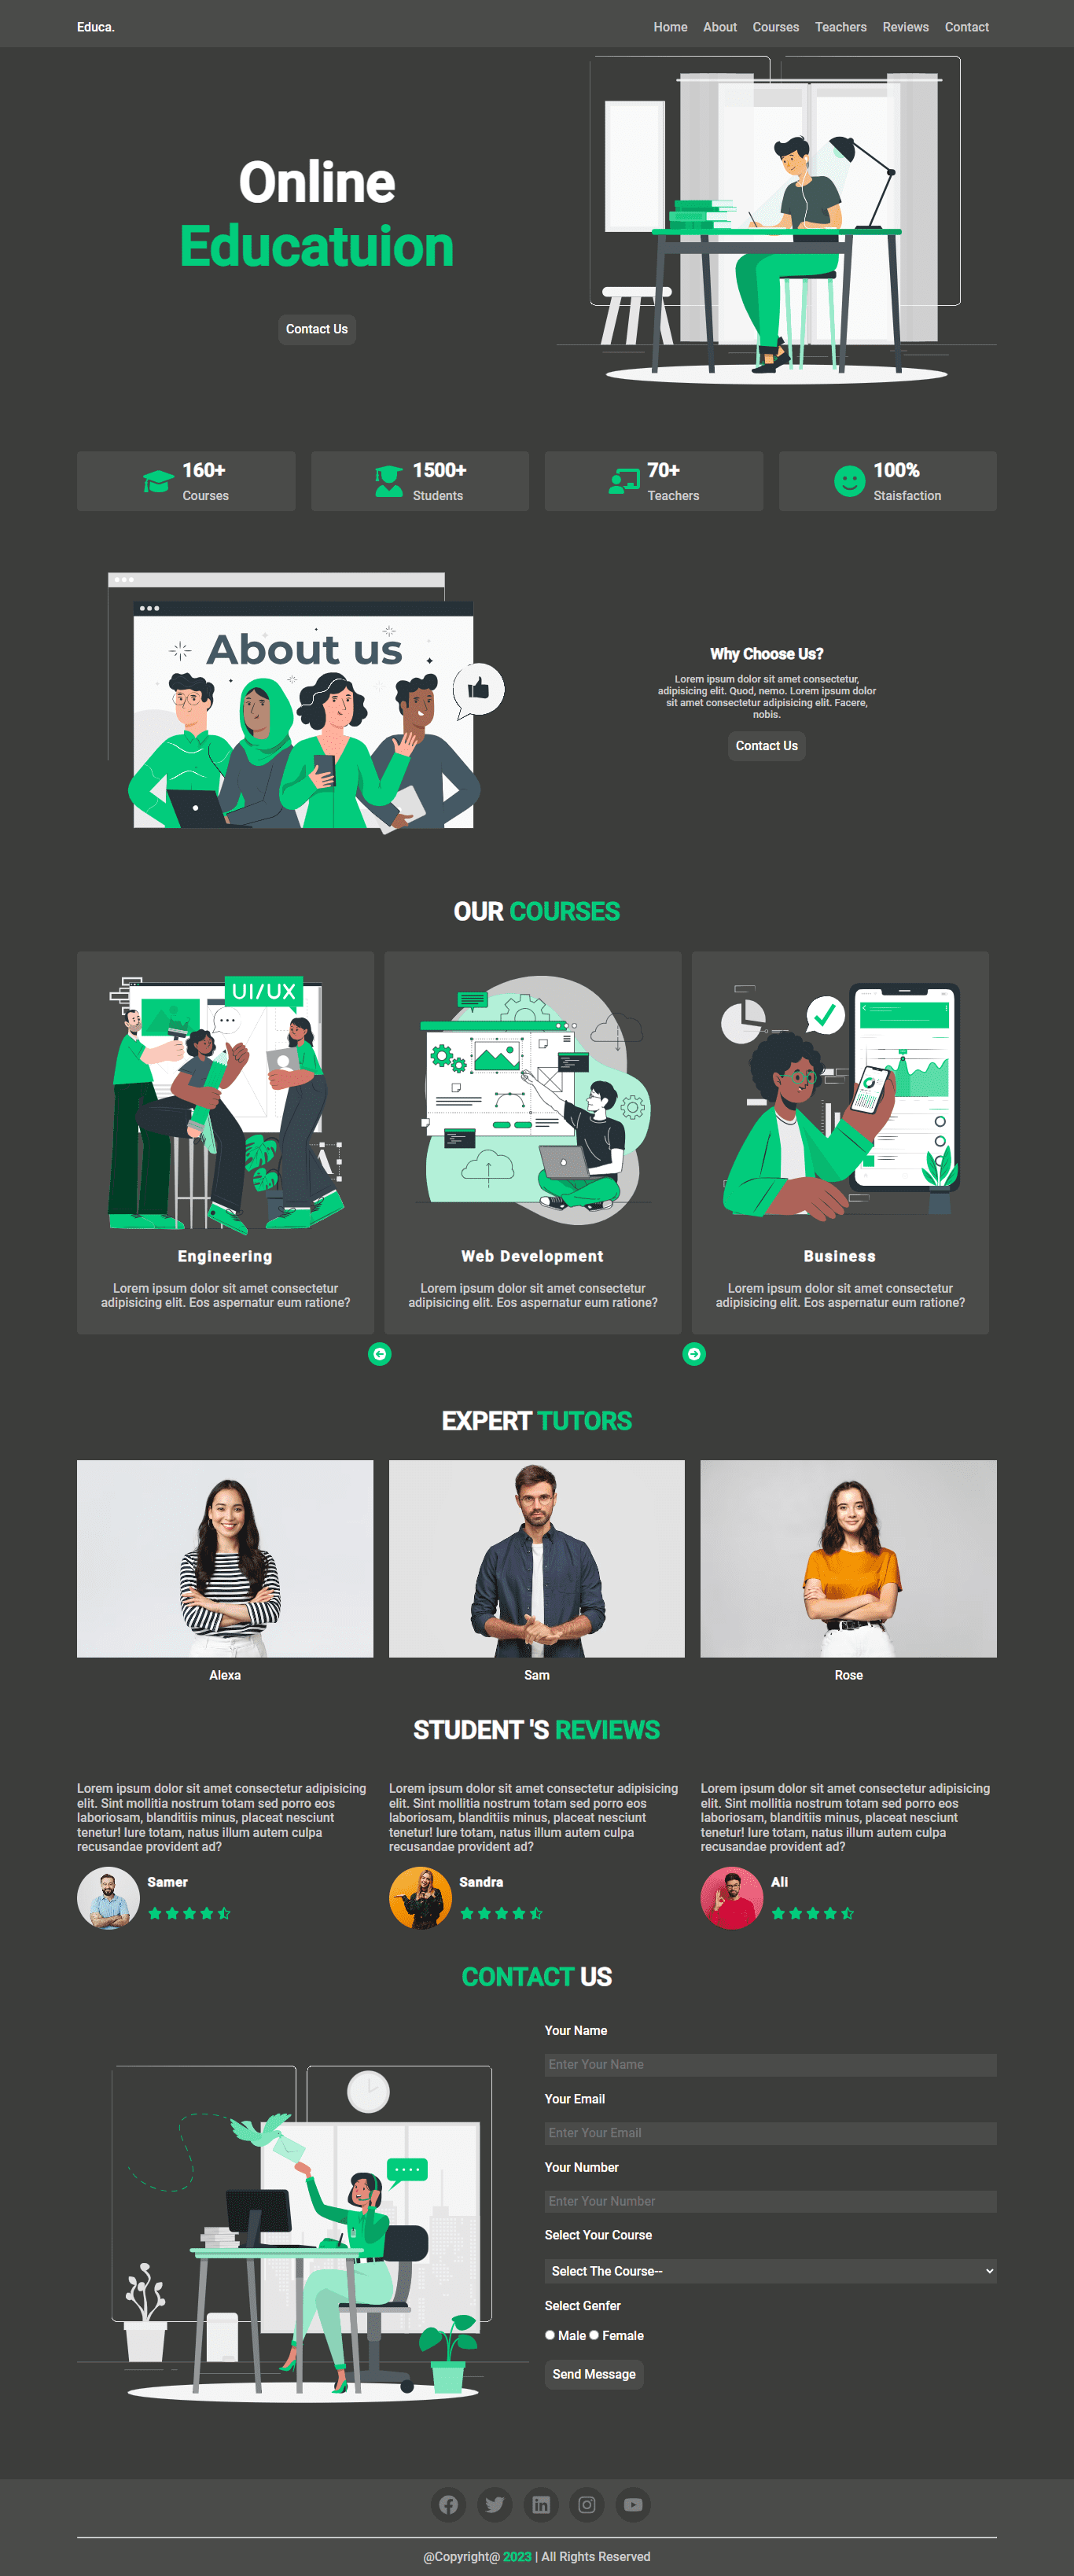 Educa.
Home About Courses Teachers Reviews Contact
Online
Educatuion
Contact Us
160+
Courses
1500+
Students
70+
Teachers
100%
Staisfaction
About us
Why Choose Us?
Lorem ipsum dolor sit amet consectetur,
adipisicing elit. Quod, nemo. Lorem ipsum dolor
sit amet consectetur adipisicing elit. Facere,
nobis.
Contact Us
OUR COURSES
UI/UX
A
Engineering
Lorem ipsum dolor sit amet consectetur
adipisicing elit. Eos aspernatur eum ratione?
Web Development
Lorem ipsum dolor sit amet consectetur
adipisicing elit. Eos aspernatur eum ratione?
Business
Lorem ipsum dolor sit amet consectetur
adipisicing elit. Eos aspernatur eum ratione?
EXPERT TUTORS
Alexa
Sam
Rose
STUDENT 'S REVIEWS
Lorem ipsum dolor sit amet consectetur adipisicing
elit. Sint mollitia nostrum totam sed porro eos
laboriosam, blanditiis minus, placeat nesciunt
tenetur! Iure totam, natus illum autem culpa
recusandae provident ad?
Samer
Lorem ipsum dolor sit amet consectetur adipisicing
elit. Sint mollitia nostrum totam sed porro eos
laboriosam, blanditiis minus, placeat nesciunt
tenetur! Iure totam, natus illum autem culpa
recusandae provident ad?
Sandra
Lorem ipsum dolor sit amet consectetur adipisicing
elit. Sint mollitia nostrum totam sed porro eos
laboriosam, blanditiis minus, placeat nesciunt
tenetur! Iure totam, natus illum autem culpa
recusandae provident ad?
Ali
CONTACT US
Your Name
Enter Your Name
Your Email
Enter Your Email
Your Number
Enter Your Number
Select Your Course
Select The Course--
Select Genfer
Male Female
Send Message
@Copyright@ 2023 | All Rights Reserved